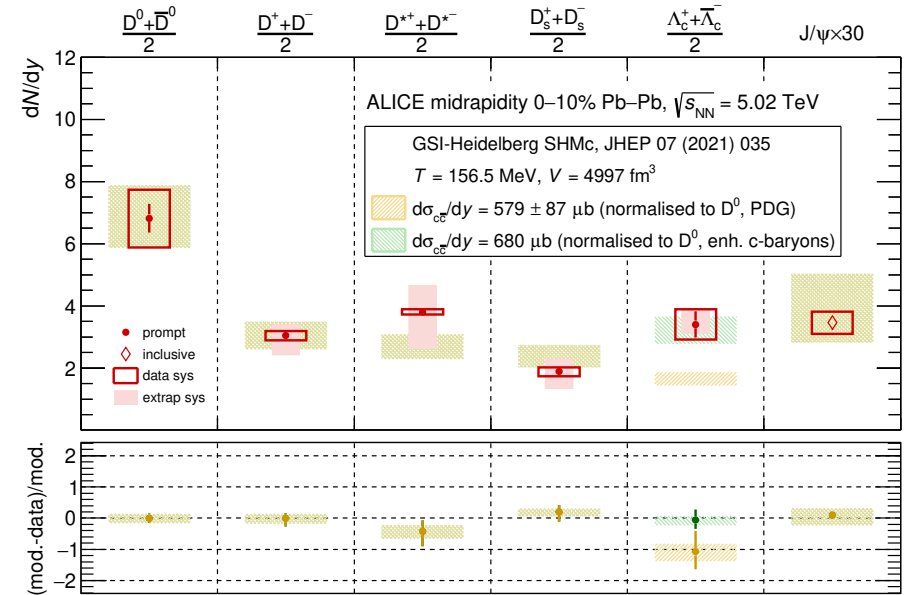 D⁰+D̅⁰ / 2   D⁺+D⁻ / 2   D*⁺+D*⁻ / 2   Dₛ⁺+Dₛ⁻ / 2   Λc⁺+Λ̅c⁻ / 2   J/ψ×30
dN/dy
12
10
8
6
4
2
ALICE midrapidity 0–10% Pb–Pb, √sNN = 5.02 TeV
GSI-Heidelberg SHMc, JHEP 07 (2021) 035
T = 156.5 MeV, V = 4997 fm³
dσcc̅/dy = 579 ± 87 μb (normalised to D⁰, PDG)
dσcc̅/dy = 680 μb (normalised to D⁰, enh. c-baryons)
prompt
inclusive
data sys
extrap sys
(mod.-data)/mod.
2
1
0
−1
−2